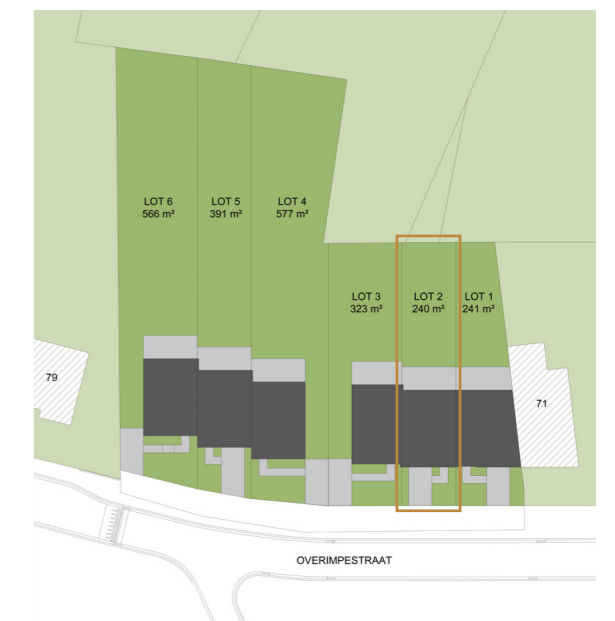 LOT 6
566 m²
LOT 5
391 m²
LOT 4
577 m²
LOT 3
323 m²
LOT 2
240 m²
LOT 1
241 m²
79
71
OVERIMPESTRAAT